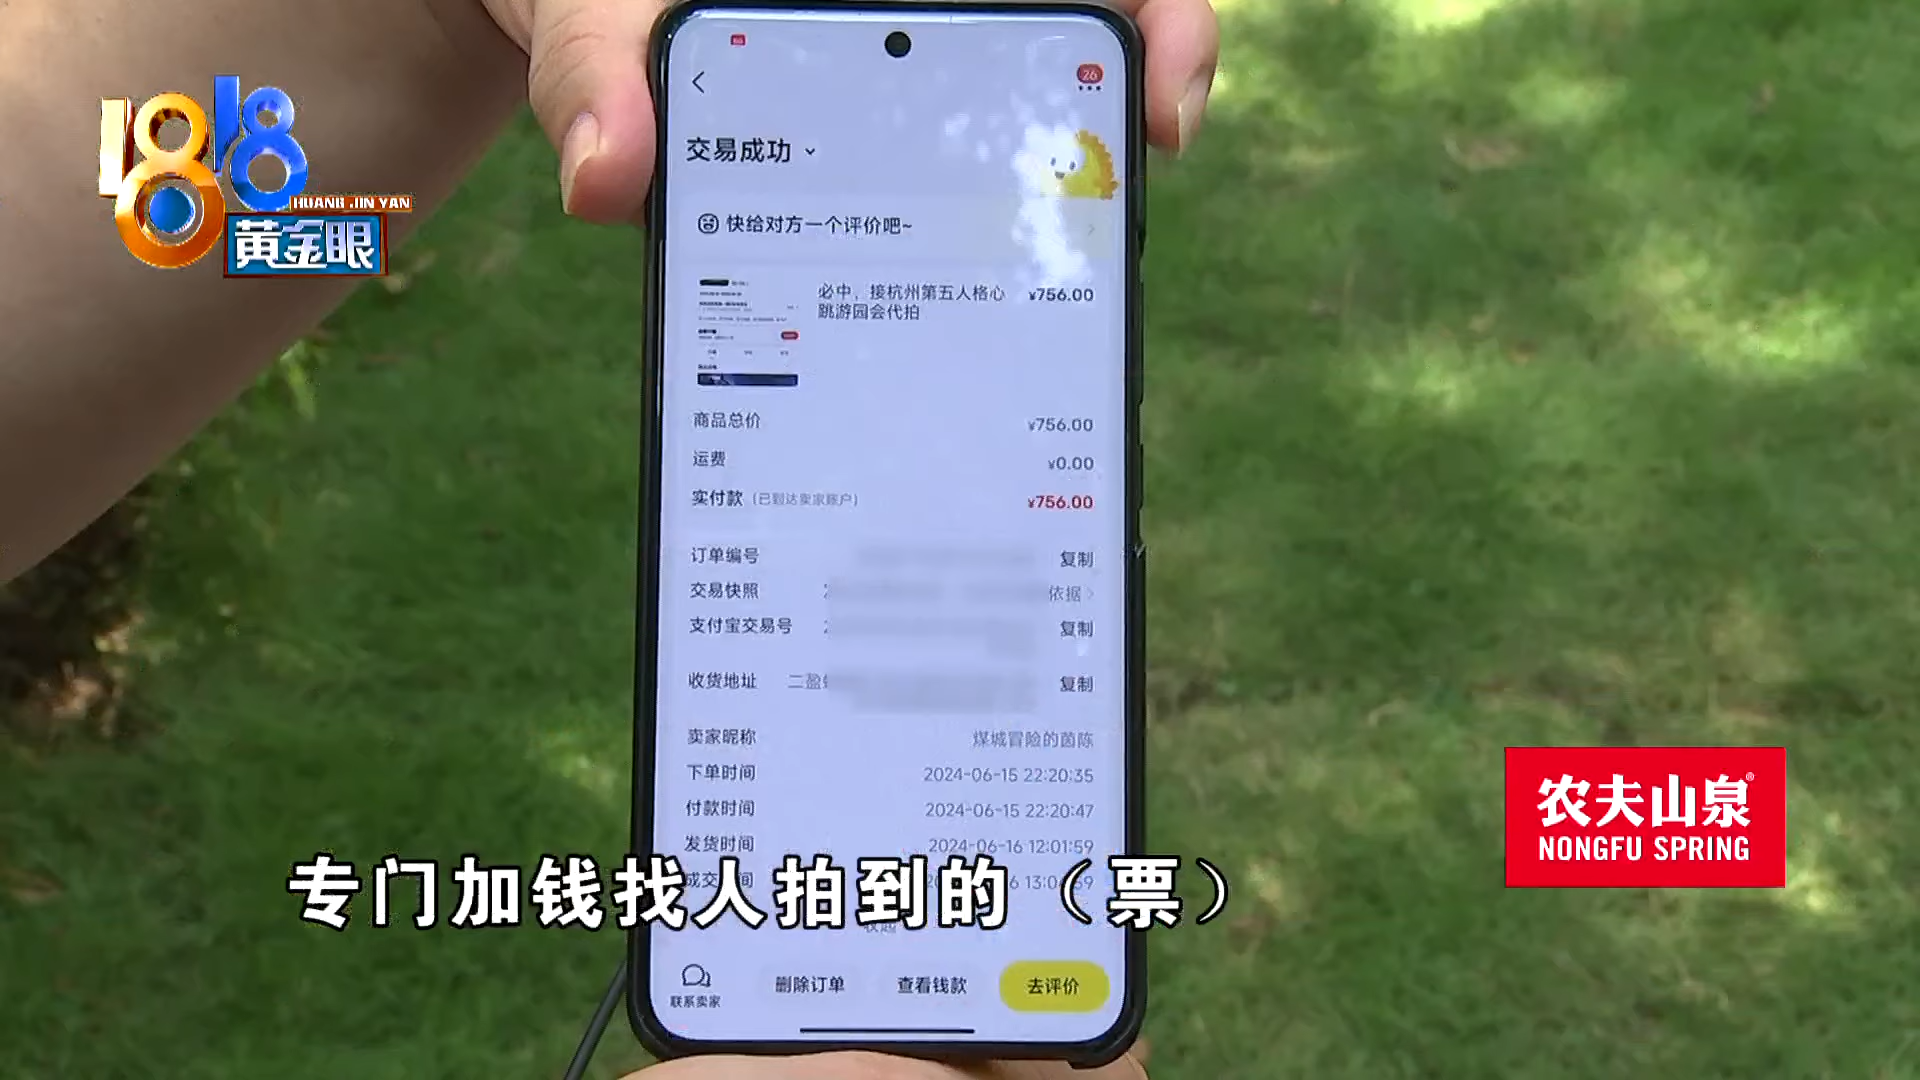 1818
HUANG JIN YAN
黄金眼
26
交易成功
快给对方一个评价吧~
必中，接杭州第五人格心
跳游园会代拍
¥756.00
商品总价 ¥756.00
运费 ¥0.00
实付款（已到达卖家账户） ¥756.00
订单编号 复制
交易快照 依据
支付宝交易号 复制
收货地址 二盈 复制
卖家昵称 煤城冒险的茵陈
下单时间 2024-06-15 22:20:35
付款时间 2024-06-15 22:20:47
发货时间 2024-06-16 12:01:59
专门加钱找人拍到的（票）
联系卖家
删除订单
查看钱款
去评价
农夫山泉®
NONGFU SPRING